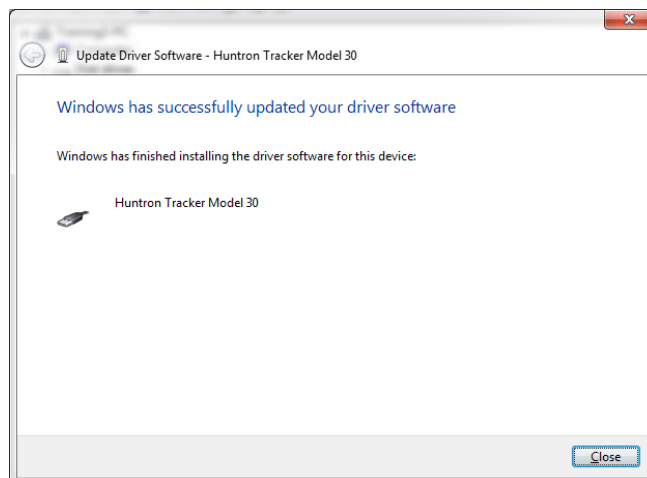 Update Driver Software - Huntron Tracker Model 30
Windows has successfully updated your driver software
Windows has finished installing the driver software for this device:
Huntron Tracker Model 30
Close